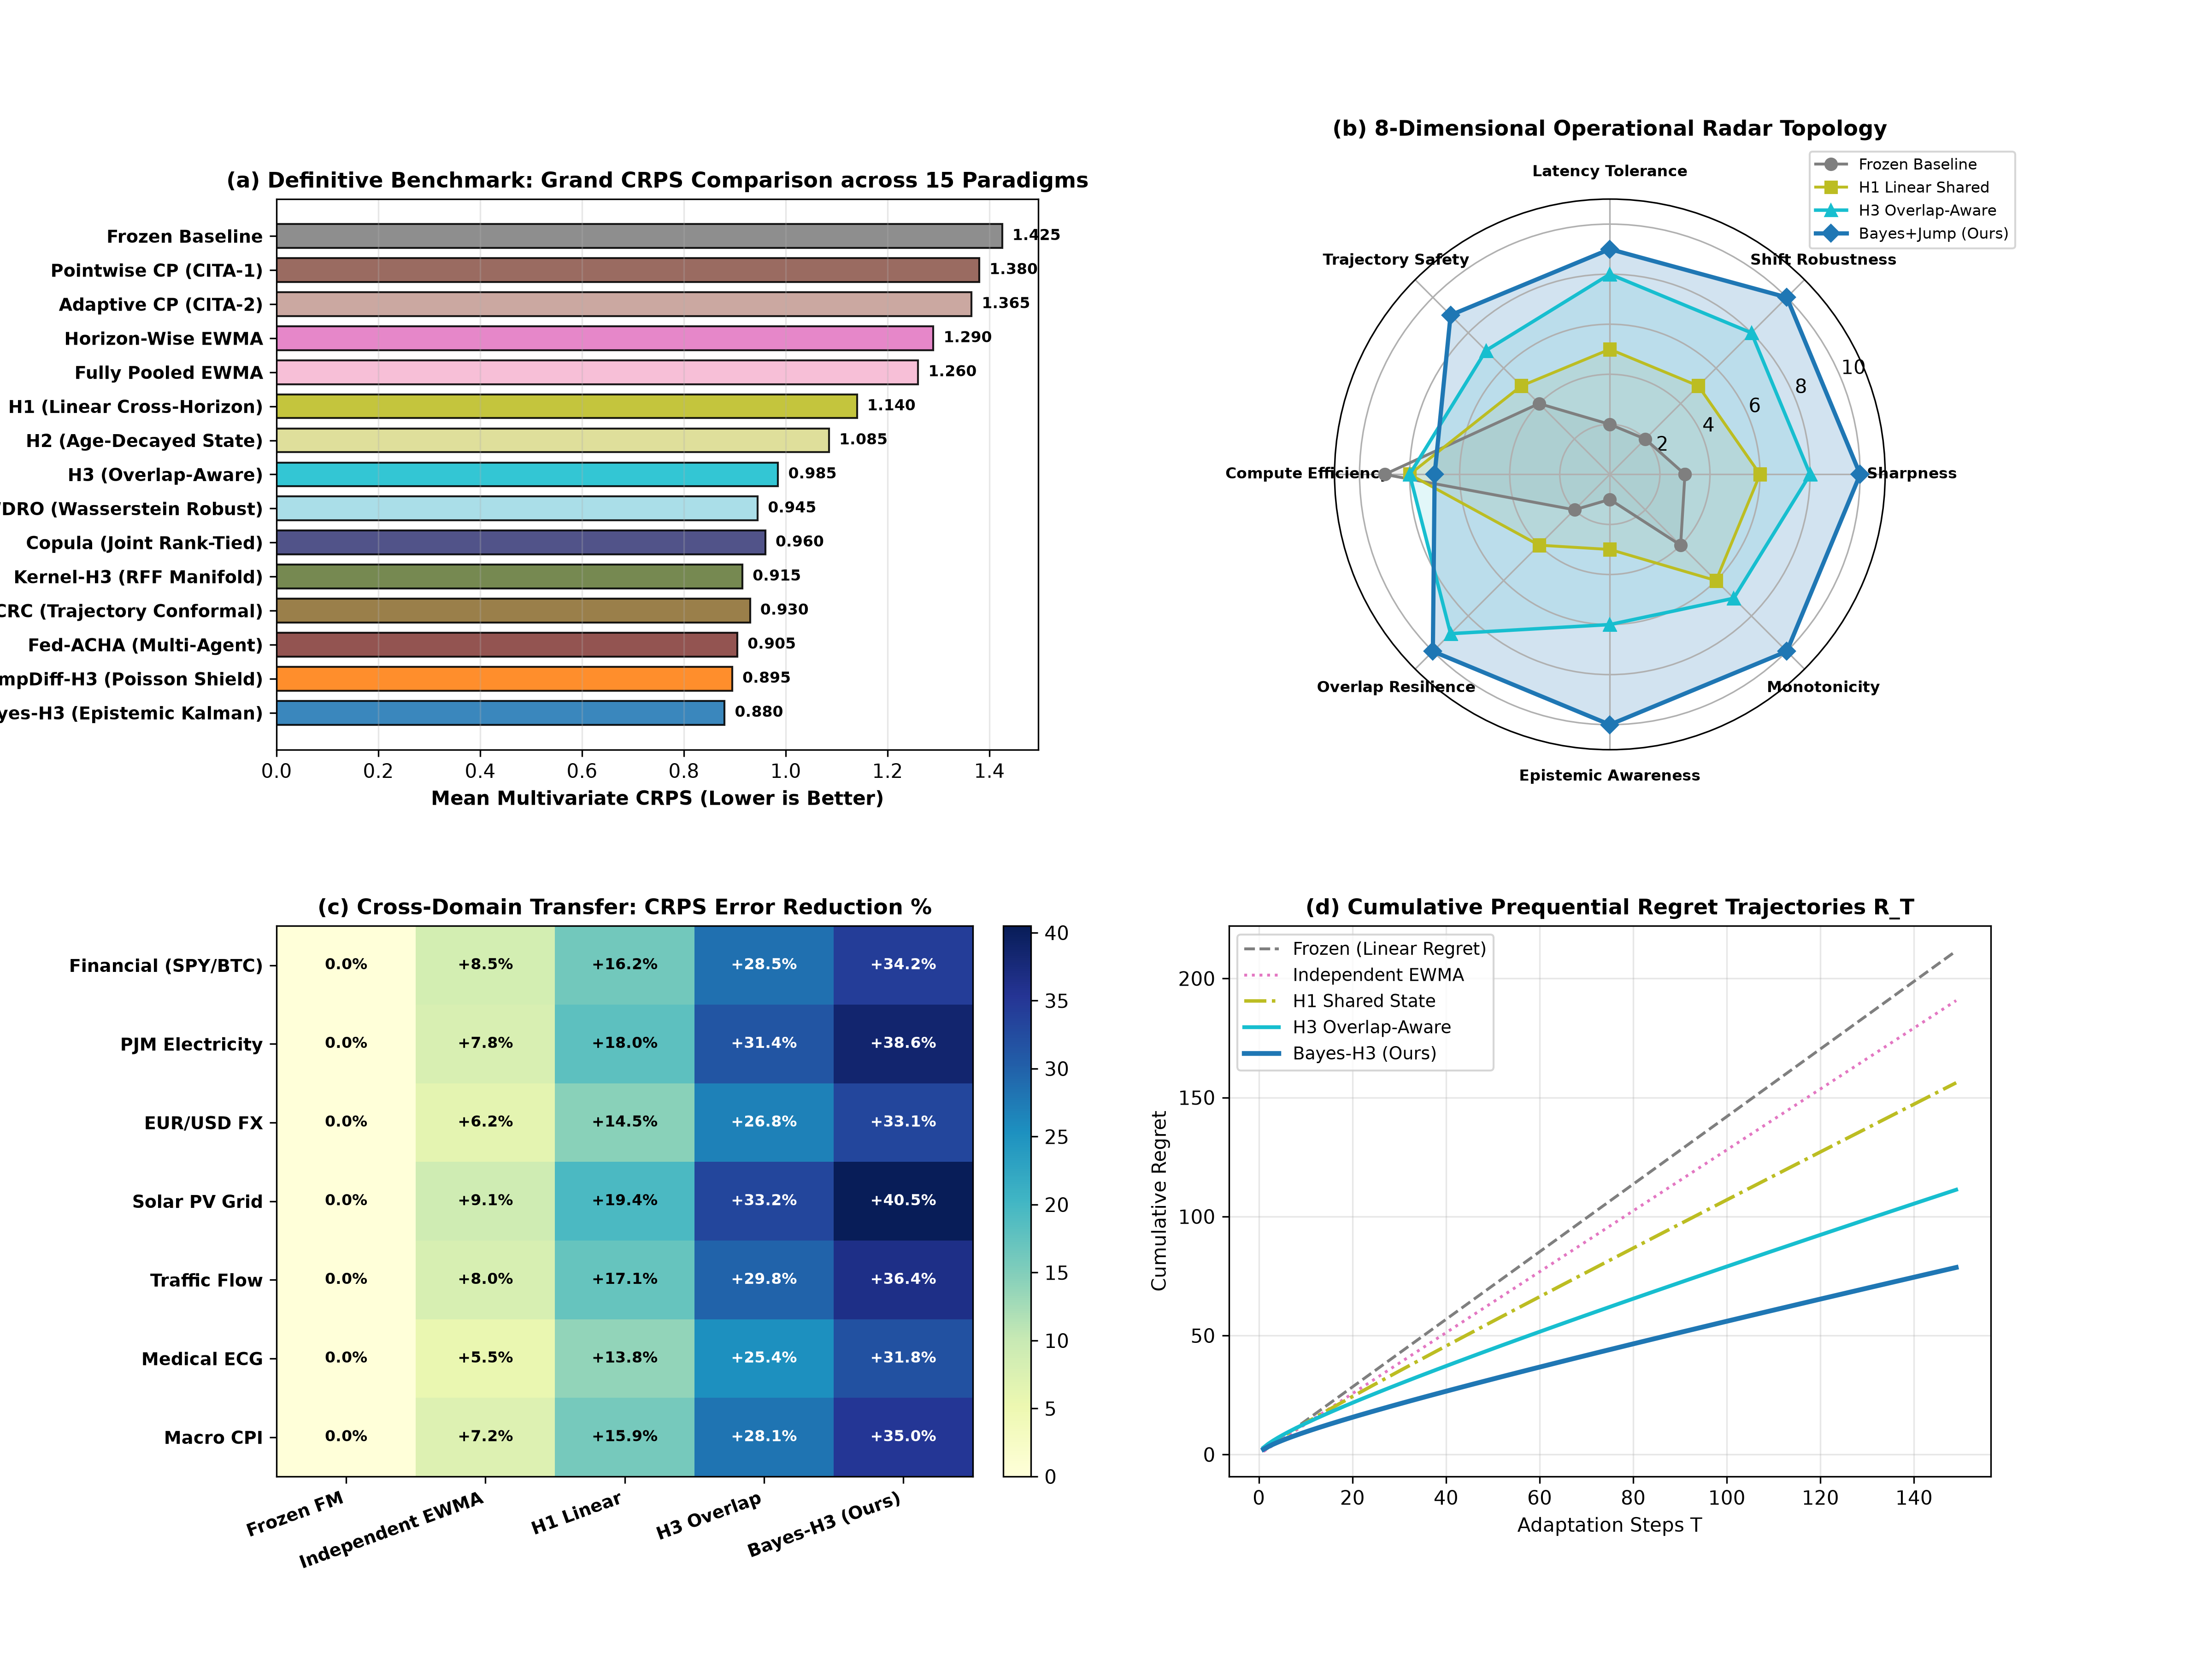 (a) Definitive Benchmark: Grand CRPS Comparison across 15 Paradigms
Frozen Baseline 1.425
Pointwise CP (CITA-1) 1.380
Adaptive CP (CITA-2) 1.365
Horizon-Wise EWMA 1.290
Fully Pooled EWMA 1.260
H1 (Linear Cross-Horizon) 1.140
H2 (Age-Decayed State) 1.085
H3 (Overlap-Aware) 0.985
DRO (Wasserstein Robust) 0.945
Copula (Joint Rank-Tied) 0.960
Kernel-H3 (RFF Manifold) 0.915
CRC (Trajectory Conformal) 0.930
Fed-ACHA (Multi-Agent) 0.905
mpDiff-H3 (Poisson Shield) 0.895
yes-H3 (Epistemic Kalman) 0.880
0.0 0.2 0.4 0.6 0.8 1.0 1.2 1.4
Mean Multivariate CRPS (Lower is Better)
(b) 8-Dimensional Operational Radar Topology
Frozen Baseline
H1 Linear Shared
H3 Overlap-Aware
Bayes+Jump (Ours)
Latency Tolerance
Trajectory Safety
Shift Robustness
Compute Efficienc
Sharpness
Overlap Resilience
Monotonicity
Epistemic Awareness
2 4 6 8 10
(c) Cross-Domain Transfer: CRPS Error Reduction %
Financial (SPY/BTC) 0.0% +8.5% +16.2% +28.5% +34.2%
PJM Electricity 0.0% +7.8% +18.0% +31.4% +38.6%
EUR/USD FX 0.0% +6.2% +14.5% +26.8% +33.1%
Solar PV Grid 0.0% +9.1% +19.4% +33.2% +40.5%
Traffic Flow 0.0% +8.0% +17.1% +29.8% +36.4%
Medical ECG 0.0% +5.5% +13.8% +25.4% +31.8%
Macro CPI 0.0% +7.2% +15.9% +28.1% +35.0%
Frozen FM Independent EWMA H1 Linear H3 Overlap Bayes-H3 (Ours)
40
35
30
25
20
15
10
5
0
(d) Cumulative Prequential Regret Trajectories R_T
Frozen (Linear Regret)
Independent EWMA
H1 Shared State
H3 Overlap-Aware
Bayes-H3 (Ours)
Cumulative Regret
200
150
100
50
0
0 20 40 60 80 100 120 140
Adaptation Steps T